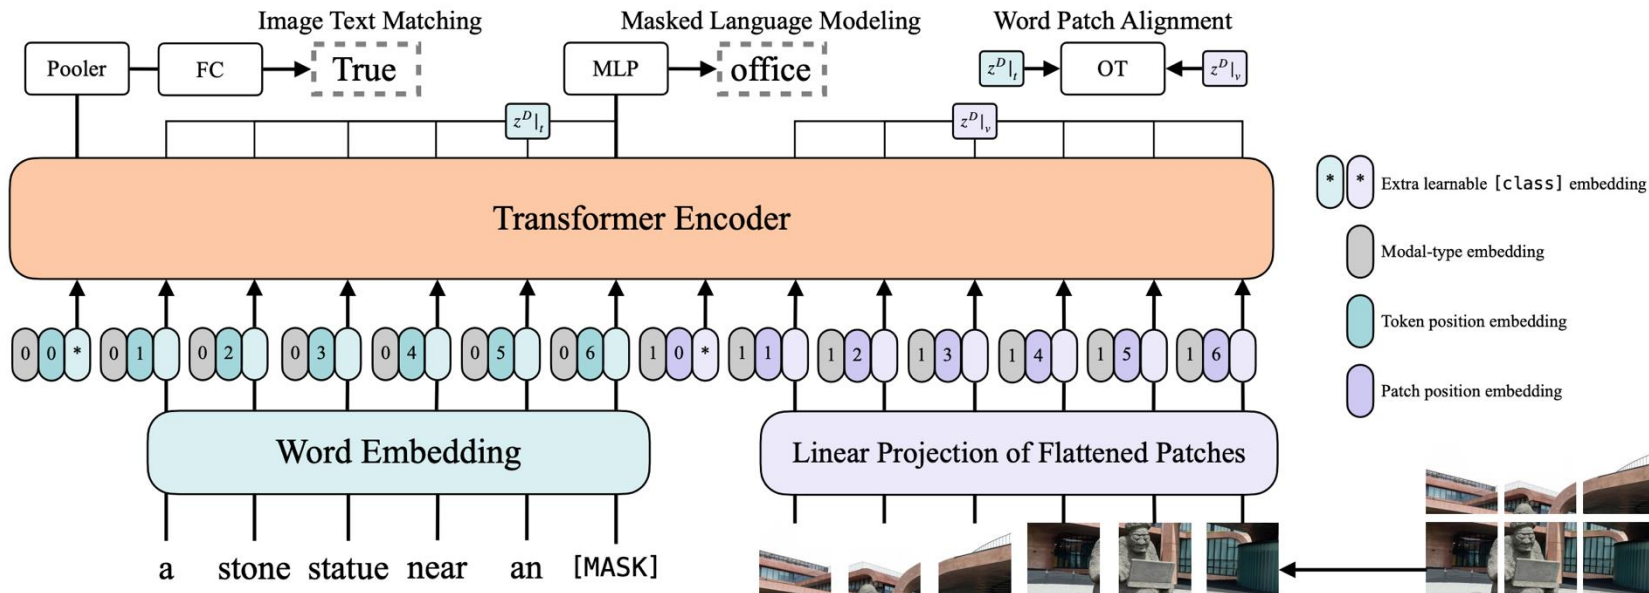 Image Text Matching
Masked Language Modeling
Word Patch Alignment
Pooler
FC
True
MLP
office
z^D|_t
OT
z^D|_v
z^D|_t
z^D|_v
Transformer Encoder
0 0 * 0 1 0 2 0 3 0 4 0 5 0 6 1 0 * 1 1 1 2 1 3 1 4 1 5 1 6
Word Embedding
Linear Projection of Flattened Patches
a stone statue near an [MASK]
* * Extra learnable [class] embedding
Modal-type embedding
Token position embedding
Patch position embedding